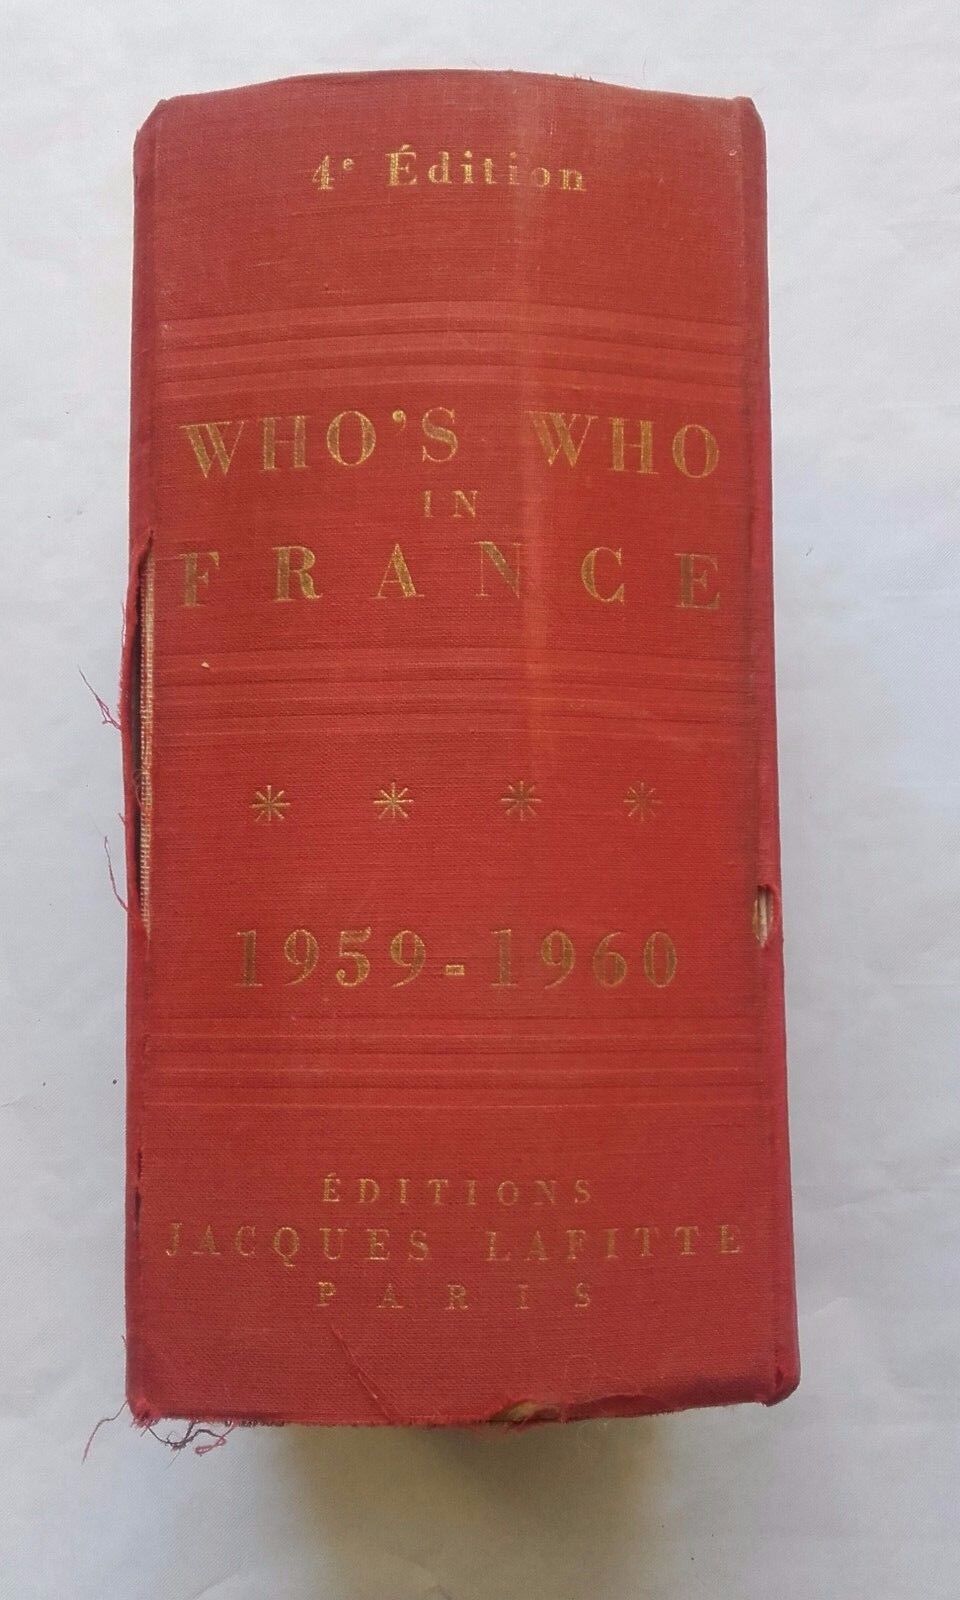 4e Édition
WHO'S WHO
IN
FRANCE
* * * *
1959-1960
ÉDITIONS
JACQUES LAFITTE
PARIS